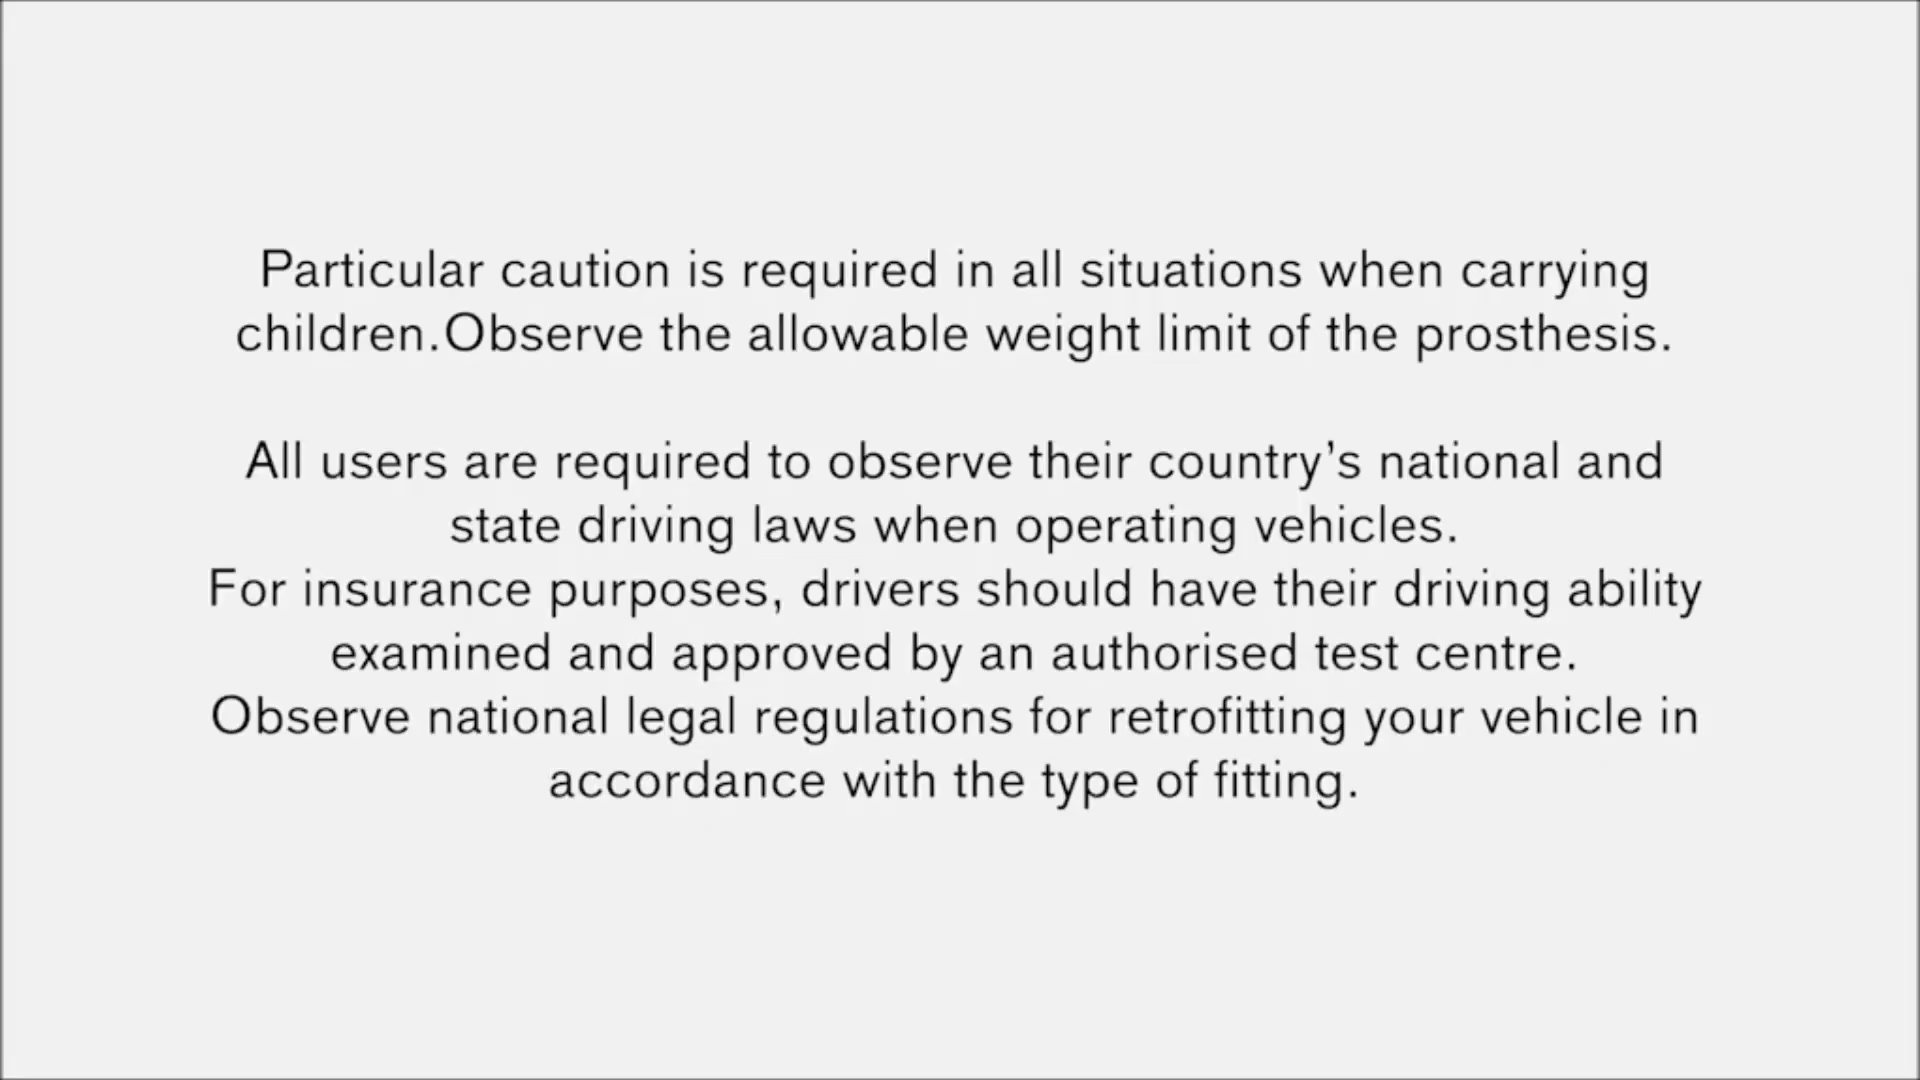 Particular caution is required in all situations when carrying
children.Observe the allowable weight limit of the prosthesis.
All users are required to observe their country’s national and
state driving laws when operating vehicles.
For insurance purposes, drivers should have their driving ability
examined and approved by an authorised test centre.
Observe national legal regulations for retrofitting your vehicle in
accordance with the type of fitting.